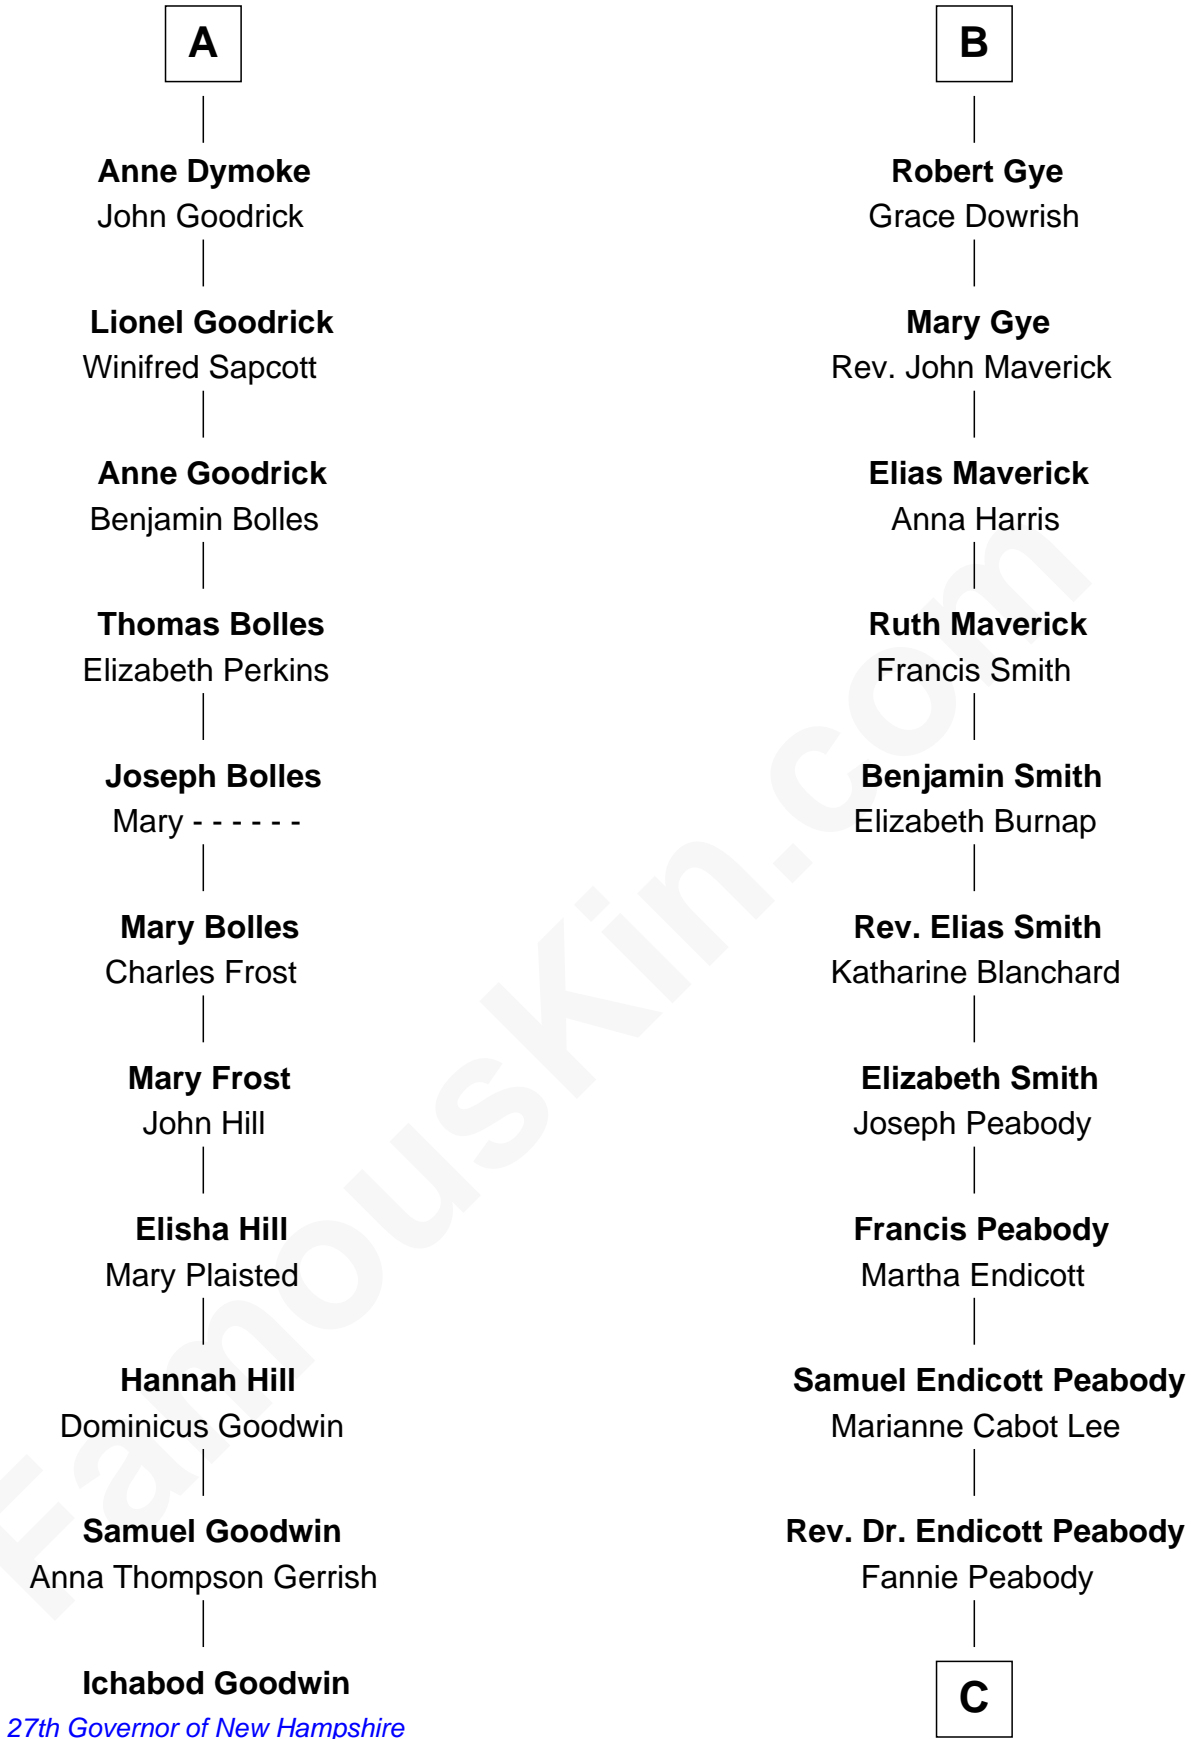 A
Anne Dymoke
John Goodrick
Lionel Goodrick
Winifred Sapcott
Anne Goodrick
Benjamin Bolles
Thomas Bolles
Elizabeth Perkins
Joseph Bolles
Mary - - - - - -
Mary Bolles
Charles Frost
Mary Frost
John Hill
Elisha Hill
Mary Plaisted
Hannah Hill
Dominicus Goodwin
Samuel Goodwin
Anna Thompson Gerrish
Ichabod Goodwin
27th Governor of New Hampshire
B
Robert Gye
Grace Dowrish
Mary Gye
Rev. John Maverick
Elias Maverick
Anna Harris
Ruth Maverick
Francis Smith
Benjamin Smith
Elizabeth Burnap
Rev. Elias Smith
Katharine Blanchard
Elizabeth Smith
Joseph Peabody
Francis Peabody
Martha Endicott
Samuel Endicott Peabody
Marianne Cabot Lee
Rev. Dr. Endicott Peabody
Fannie Peabody
C
FamousKin.com